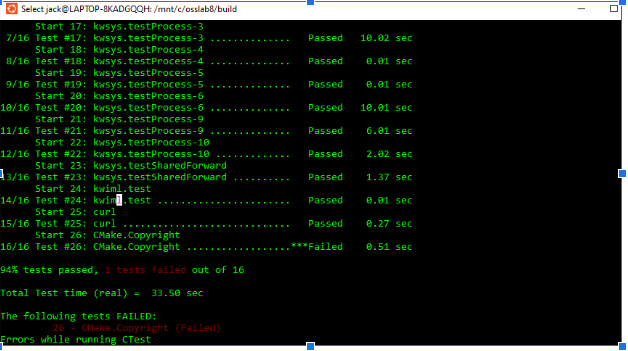 Select jack@LAPTOP-8KADGQQH: /mnt/c/osslab8/build
Start 17: kwsys.testProcess-3
7/16 Test #17: kwsys.testProcess-3 .............. Passed 10.02 sec
Start 18: kwsys.testProcess-4
8/16 Test #18: kwsys.testProcess-4 .............. Passed 0.01 sec
Start 19: kwsys.testProcess-5
9/16 Test #19: kwsys.testProcess-5 .............. Passed 0.01 sec
Start 20: kwsys.testProcess-6
10/16 Test #20: kwsys.testProcess-6 .............. Passed 10.01 sec
Start 21: kwsys.testProcess-9
11/16 Test #21: kwsys.testProcess-9 .............. Passed 6.01 sec
Start 22: kwsys.testProcess-10
12/16 Test #22: kwsys.testProcess-10 ............. Passed 2.02 sec
Start 23: kwsys.testSharedForward
13/16 Test #23: kwsys.testSharedForward .......... Passed 1.37 sec
Start 24: kwiml.test
14/16 Test #24: kwiml.test ....................... Passed 0.01 sec
Start 25: curl
15/16 Test #25: curl ............................. Passed 0.27 sec
Start 26: CMake.Copyright
16/16 Test #26: CMake.Copyright ..................***Failed 0.51 sec
94% tests passed, 1 tests failed out of 16
Total Test time (real) = 33.50 sec
The following tests FAILED:
26 - CMake.Copyright (Failed)
Errors while running CTest